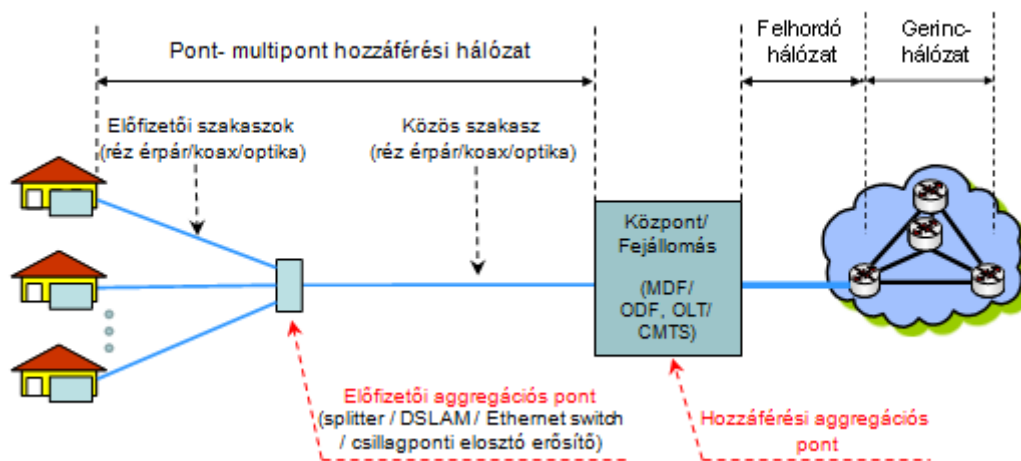 Pont- multipont hozzáférési hálózat
Felhordó
hálózat
Gerinc-
hálózat
Előfizetői szakaszok
(réz érpár/koax/optika)
Közös szakasz
(réz érpár/koax/optika)
Központ/
Fejállomás
(MDF/
ODF, OLT/
CMTS)
Előfizetői aggregációs pont
(splitter / DSLAM / Ethernet switch
/ csillagponti elosztó erősítő)
Hozzáférési aggregációs
pont